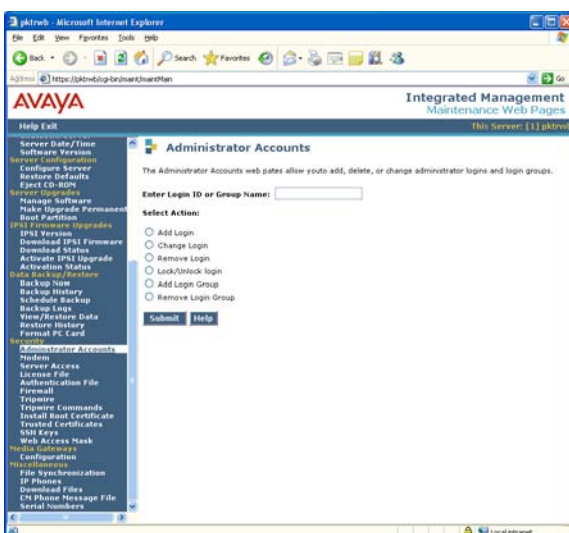 pktrwb - Microsoft Internet Explorer
File Edit View Favorites Tools Help
Back Search Favorites
Address https://pktrwb/cgi-bin/maint/maintMain Go
AVAYA
Integrated Management
Maintenance Web Pages
Help Exit
This Server: [1] pktrwb
Server Date/Time
Software Version
Server Configuration
Configure Server
Restore Defaults
Eject CD-ROM
Server Upgrades
Manage Software
Make Upgrade Permanent
Boot Partition
IPSI Firmware Upgrades
IPSI Version
Download IPSI Firmware
Download Status
Activate IPSI Upgrade
Activation Status
Data Backup/Restore
Backup Now
Backup History
Schedule Backup
Backup Logs
View/Restore Data
Restore History
Format PC Card
Security
Administrator Accounts
Modem
Server Access
License File
Authentication File
Firewall
Tripwire
Tripwire Commands
Install Root Certificate
Trusted Certificates
SSH Keys
Web Access Mask
Media Gateways
Configuration
Miscellaneous
File Synchronization
IP Phones
Download Files
CM Phone Message File
Serial Numbers
Administrator Accounts
The Administrator Accounts web pates allow youto add, delete, or change administrator logins and login groups.
Enter Login ID or Group Name:
Select Action:
Add Login
Change Login
Remove Login
Lock/Unlock login
Add Login Group
Remove Login Group
Submit Help
Local intranet